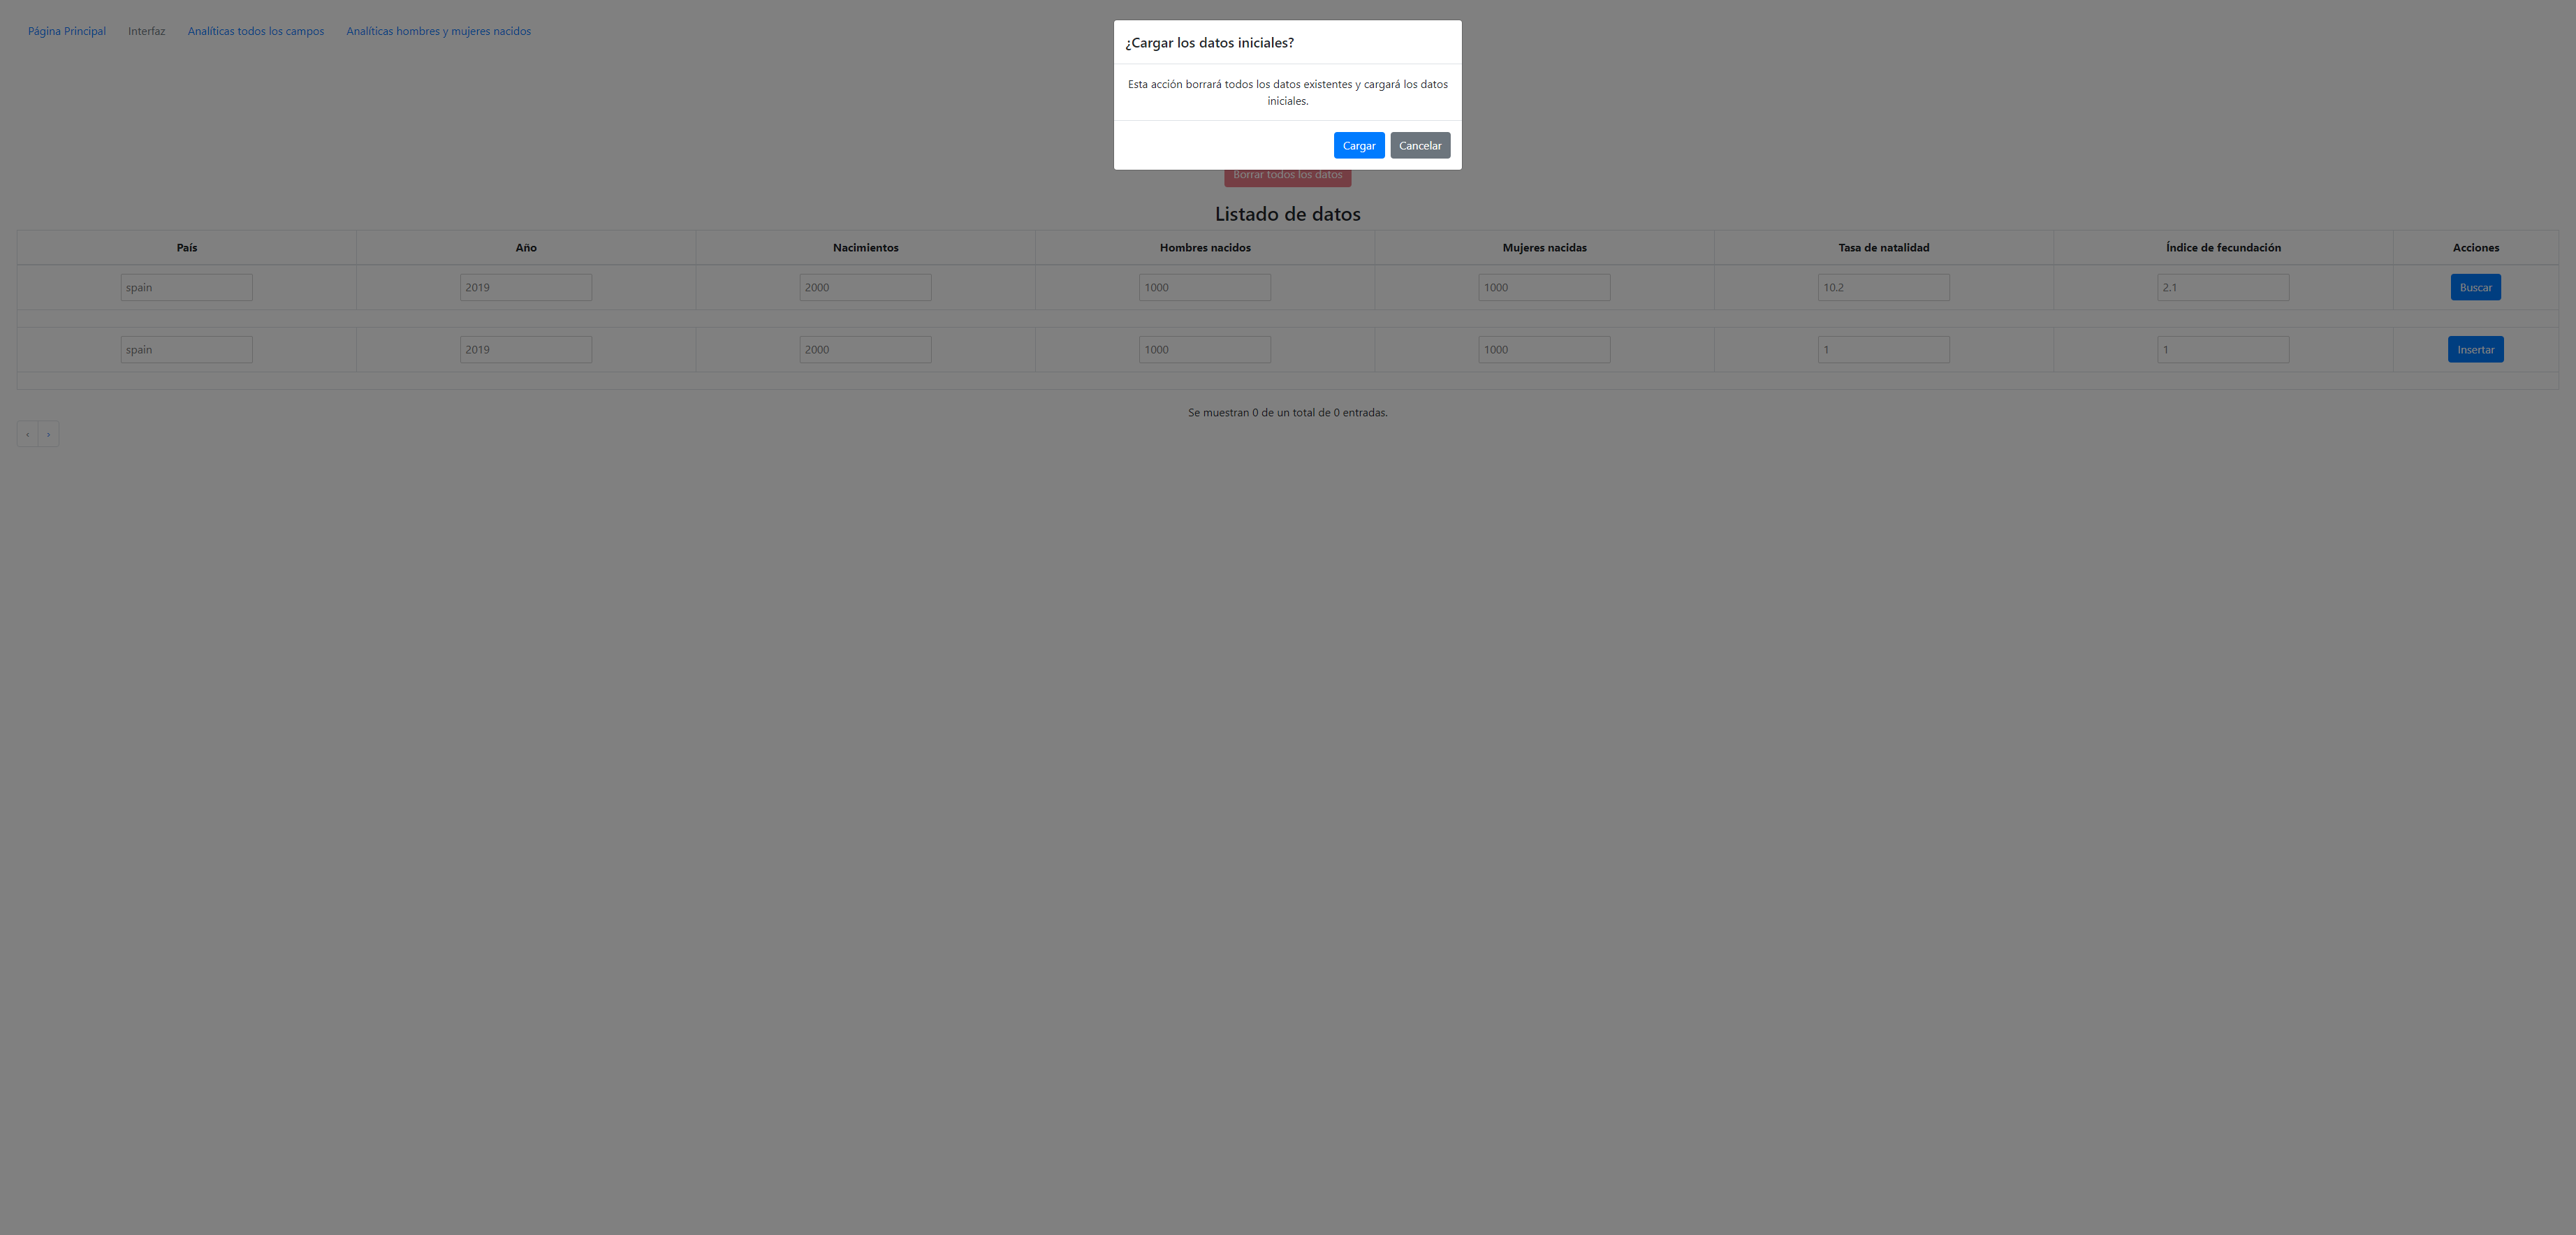 Página Principal Interfaz Analíticas todos los campos Analíticas hombres y mujeres nacidos
¿Cargar los datos iniciales?
Esta acción borrará todos los datos existentes y cargará los datos
iniciales.
Cargar Cancelar
Borrar todos los datos
Listado de datos
País Año Nacimientos Hombres nacidos Mujeres nacidas Tasa de natalidad Índice de fecundación Acciones
spain 2019 2000 1000 1000 10.2 2.1 Buscar
spain 2019 2000 1000 1000 1 1 Insertar
Se muestran 0 de un total de 0 entradas.
‹ ›